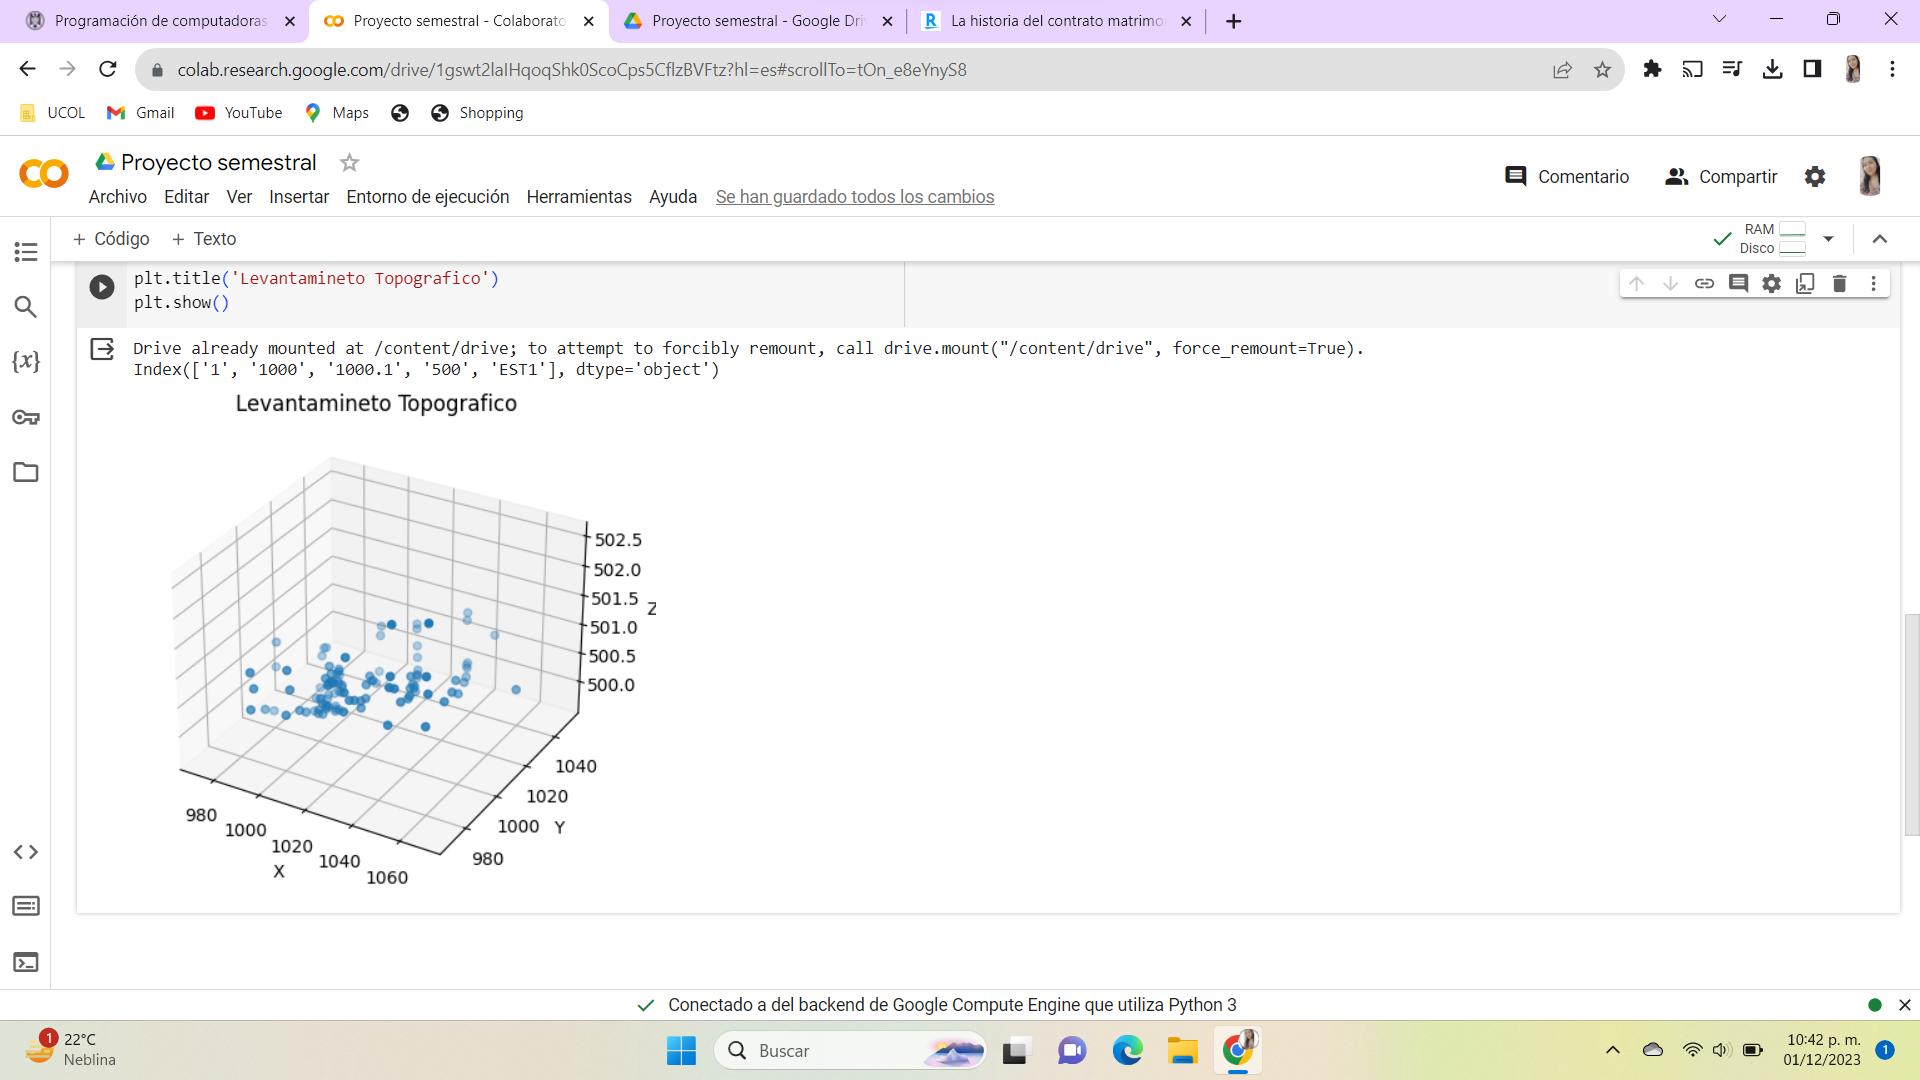 Programación de computadoras
Proyecto semestral - Colaborato
Proyecto semestral - Google Dri
La historia del contrato matrimo
colab.research.google.com/drive/1gswt2laIHqoqShk0ScoCps5CflzBVFtz?hl=es#scrollTo=tOn_e8eYnyS8
UCOL
Gmail
YouTube
Maps
Shopping
Proyecto semestral
Comentario
Compartir
Archivo Editar Ver Insertar Entorno de ejecución Herramientas Ayuda Se han guardado todos los cambios
+ Código + Texto
RAM
Disco
plt.title('Levantamineto Topografico')
plt.show()
Drive already mounted at /content/drive; to attempt to forcibly remount, call drive.mount("/content/drive", force_remount=True).
Index(['1', '1000', '1000.1', '500', 'EST1'], dtype='object')
Levantamineto Topografico
502.5
502.0
501.5
Z
501.0
500.5
500.0
1040
1020
1000
Y
980
980
1000
1020
1040
1060
X
Conectado a del backend de Google Compute Engine que utiliza Python 3
1
22°C
Neblina
Buscar
10:42 p. m.
01/12/2023
1